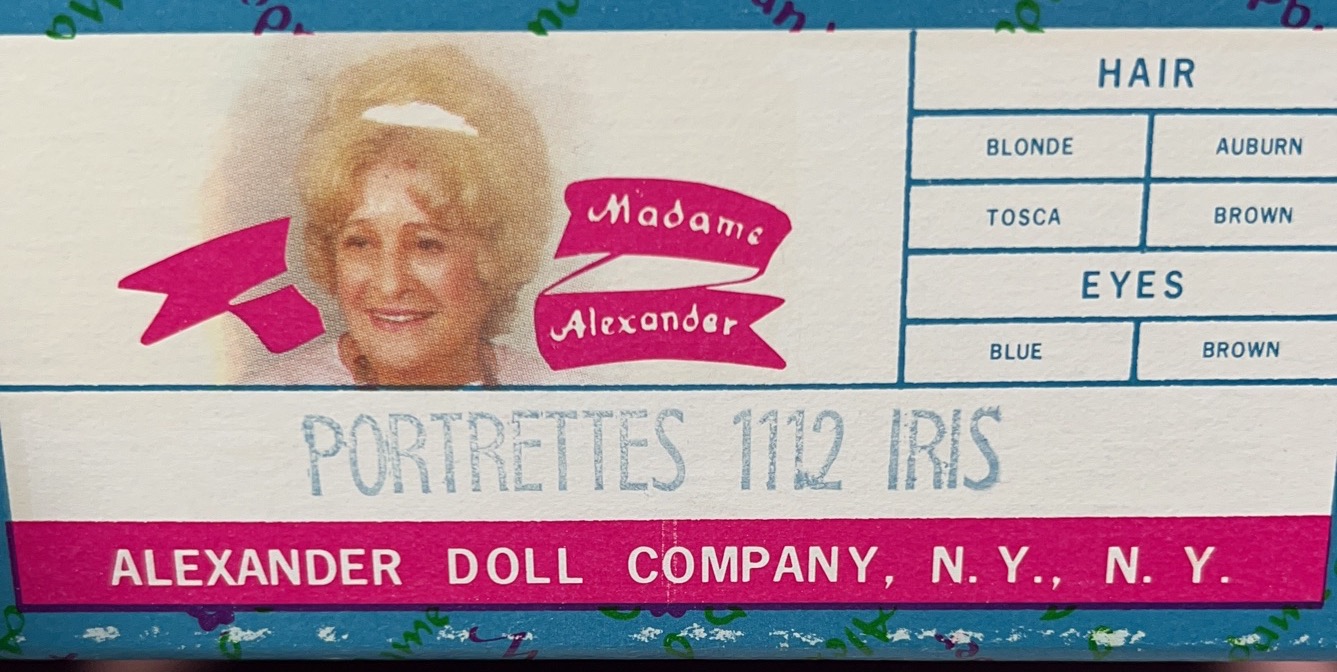 Madame
Alexander
HAIR
BLONDE AUBURN
TOSCA BROWN
EYES
BLUE BROWN
PORTRETTES 1112 IRIS
ALEXANDER DOLL COMPANY, N.Y., N. Y.